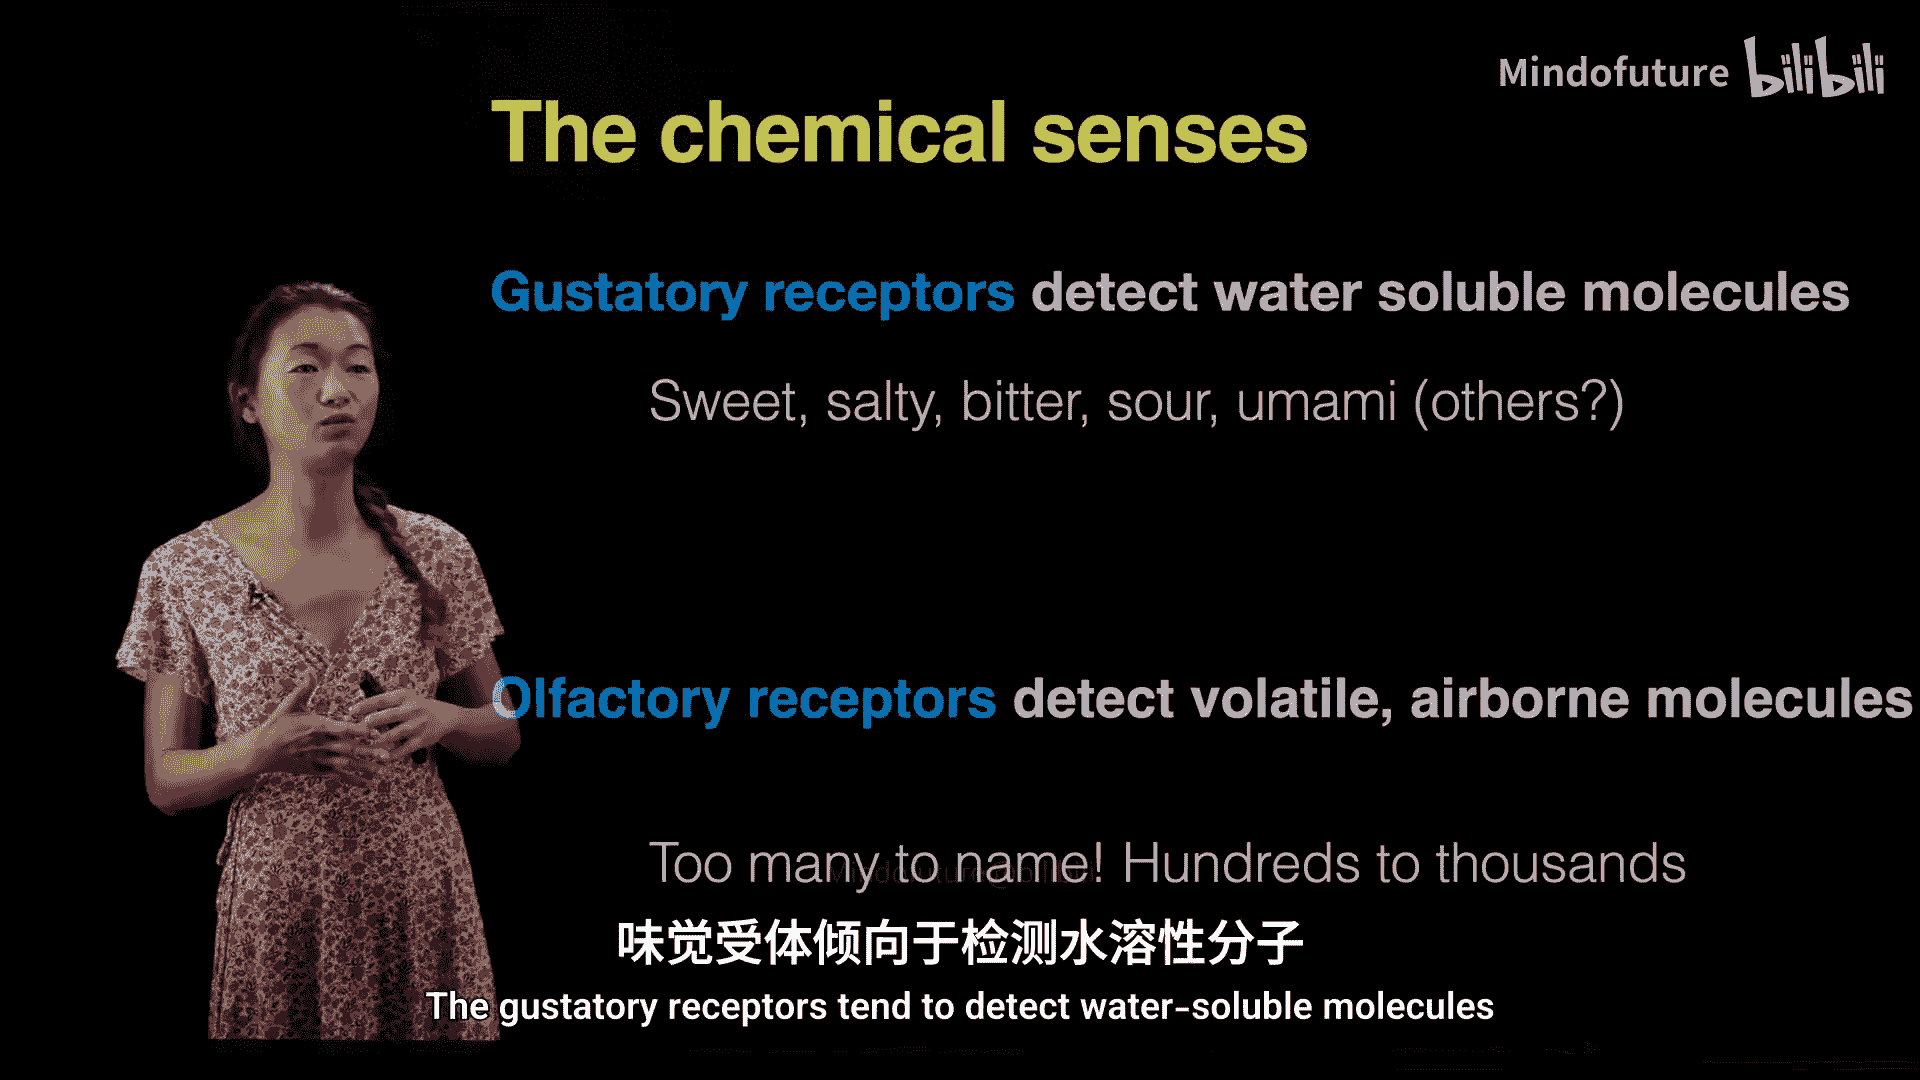 Mindofuture bilibili
The chemical senses
Gustatory receptors detect water soluble molecules
Sweet, salty, bitter, sour, umami (others?)
Olfactory receptors detect volatile, airborne molecules
Too many to name! Hundreds to thousands
味觉受体倾向于检测水溶性分子
The gustatory receptors tend to detect water-soluble molecules